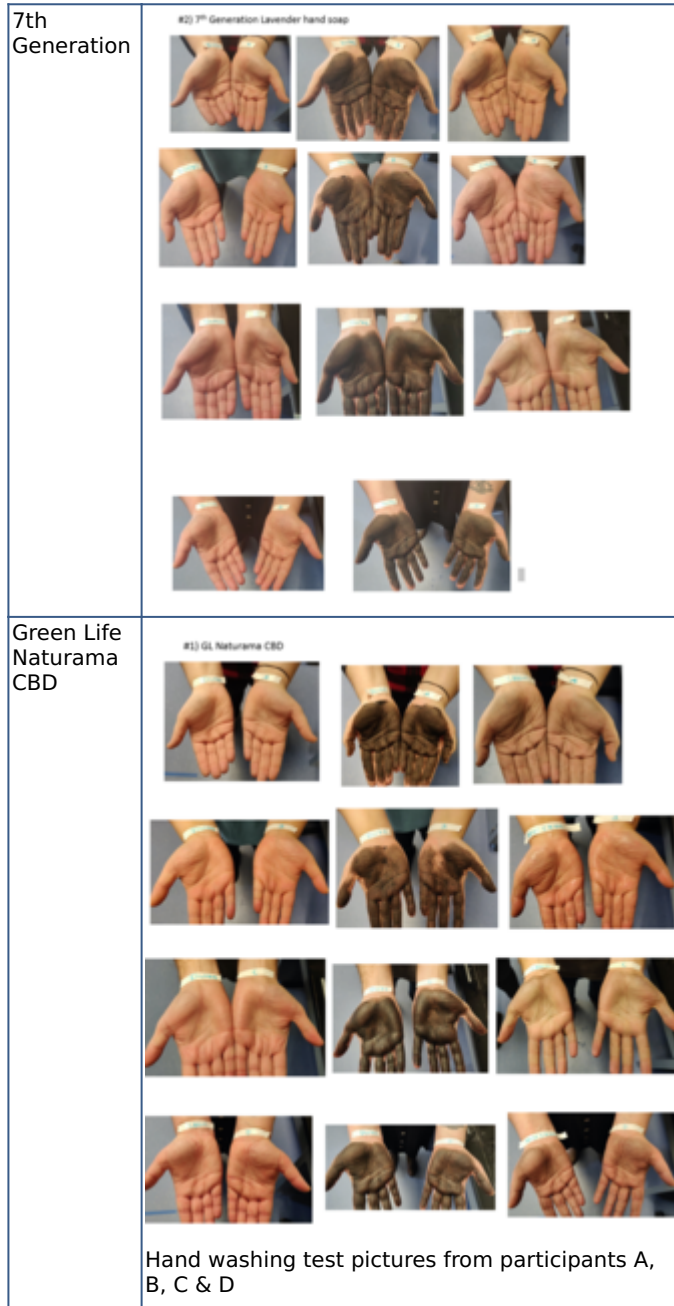 7th
Generation
#2) 7th Generation Lavender hand soap
Green Life
Naturama
CBD
#1) GL Naturama CBD
Hand washing test pictures from participants A,
B, C & D